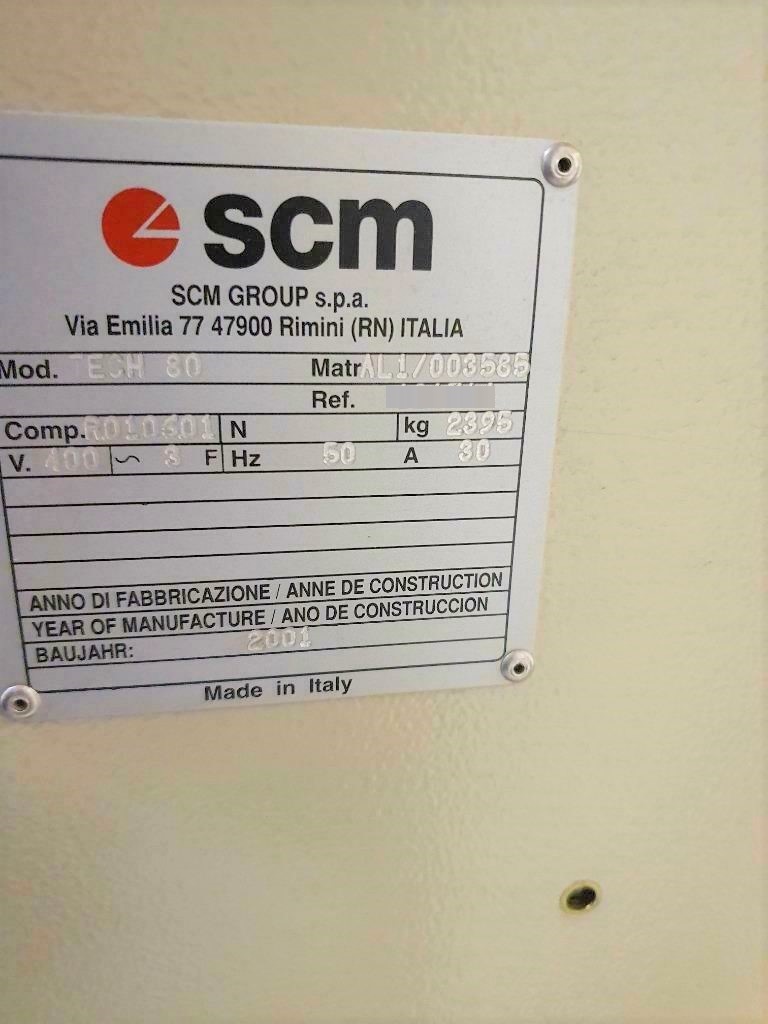 scm
SCM GROUP s.p.a.
Via Emilia 77 47900 Rimini (RN) ITALIA
Mod. TECH 80 Matr AL1/003585
Ref.
Comp. R010601 N kg 2395
V. 400 ~ 3 F Hz 50 A 30
ANNO DI FABBRICAZIONE / ANNE DE CONSTRUCTION
YEAR OF MANUFACTURE / ANO DE CONSTRUCCION
BAUJAHR: 2001
Made in Italy